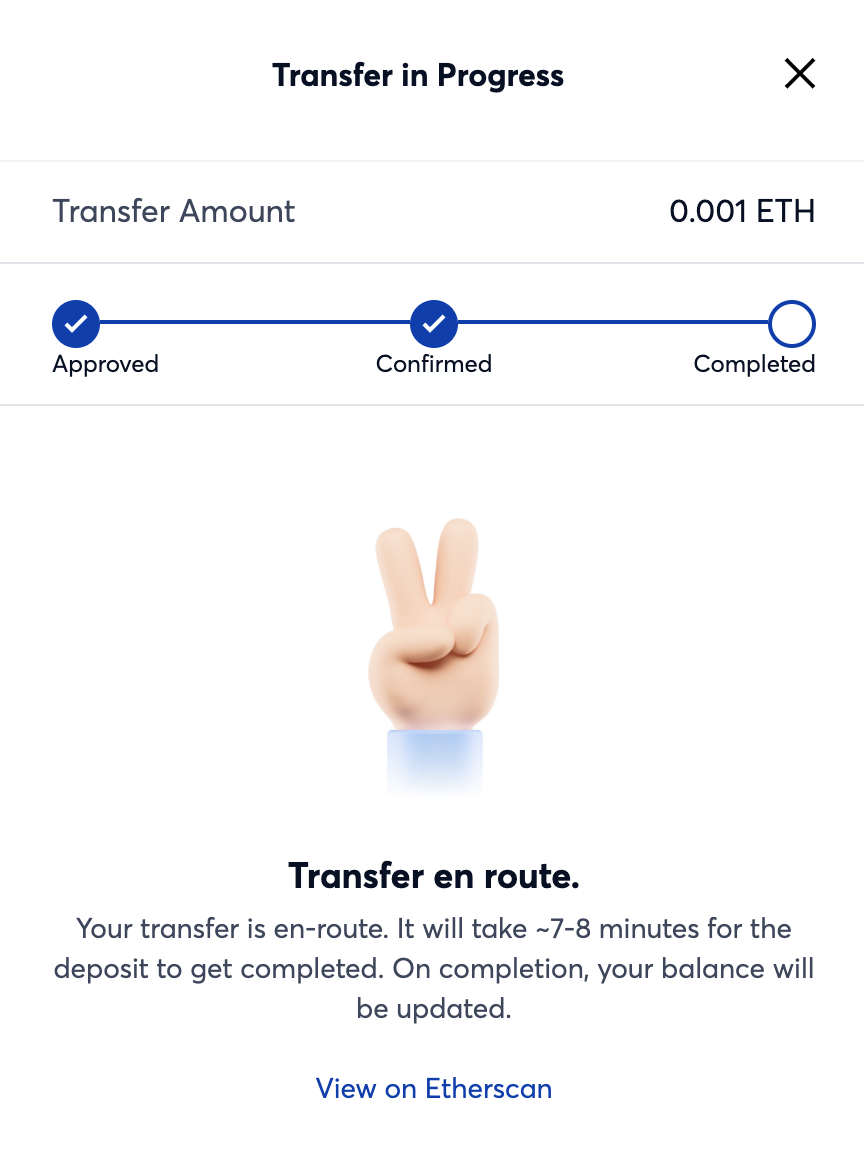 Transfer in Progress
Transfer Amount 0.001 ETH
Approved Confirmed Completed
Transfer en route.
Your transfer is en-route. It will take ~7-8 minutes for the
deposit to get completed. On completion, your balance will
be updated.
View on Etherscan